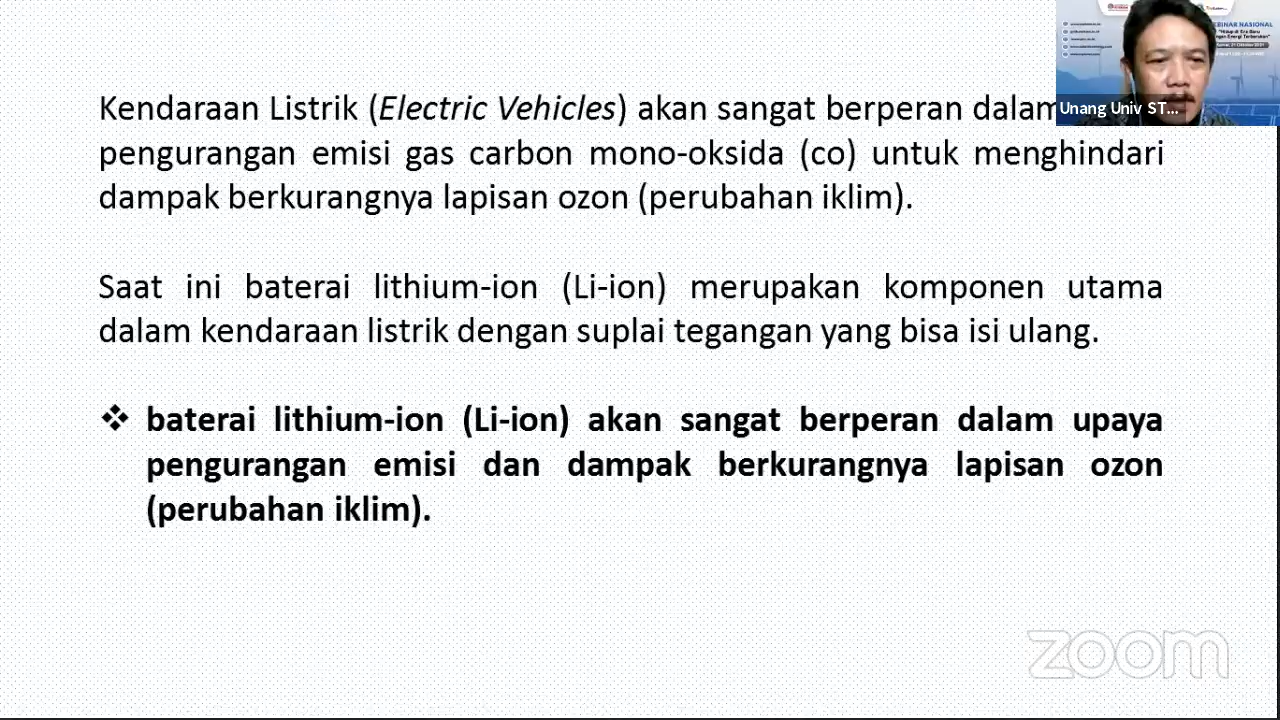 Kendaraan Listrik (Electric Vehicles) akan sangat berperan dalam
pengurangan emisi gas carbon mono-oksida (co) untuk menghindari
dampak berkurangnya lapisan ozon (perubahan iklim).
Saat ini baterai lithium-ion (Li-ion) merupakan komponen utama
dalam kendaraan listrik dengan suplai tegangan yang bisa isi ulang.
❖ baterai lithium-ion (Li-ion) akan sangat berperan dalam upaya
pengurangan emisi dan dampak berkurangnya lapisan ozon
(perubahan iklim).
NASIONAL
Unang Univ ST...
zoom